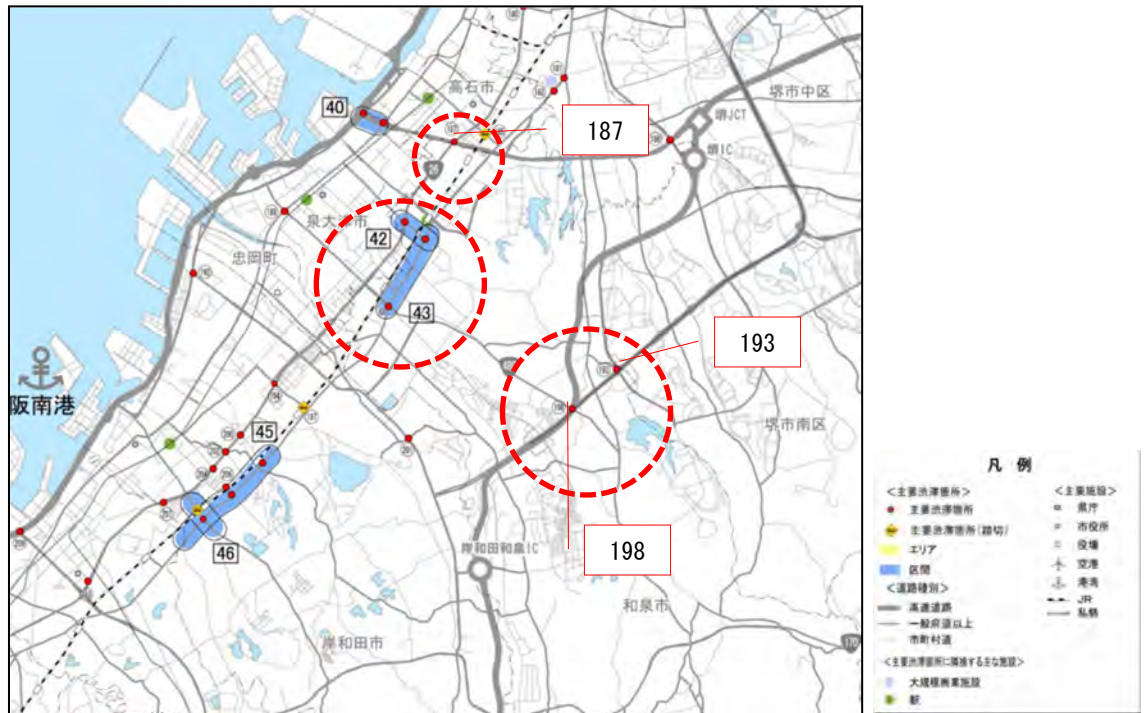 高石市
堺市中区
40
187
187
堺JCT
堺IC
26
泉大津市
42
忠岡町
43
193
193
198
阪南港
堺市南区
45
46
198
岸和田和泉IC
和泉市
岸和田市
170
凡 例
<主要渋滞箇所>
主要渋滞箇所
主要渋滞箇所(踏切)
エリア
区間
<道路種別>
高速道路
一般府道以上
市町村道
<主要渋滞箇所に隣接する主な施設>
大規模商業施設
駅
<主要施設>
県庁
市役所
役場
空港
港湾
JR
私鉄